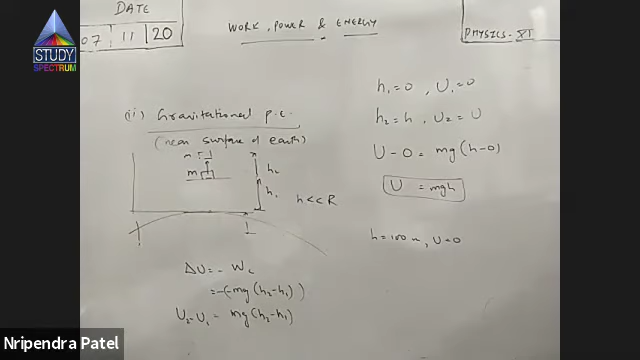 DATE
07 | 11 | 20
WORK, POWER & ENERGY
PHYSICS - XI
STUDY
SPECTRUM
(ii) Gravitational P.E.
(near surface of earth)
m
m
h₂
h₁
h << R
ΔU = - W_c
= -(-mg(h₂-h₁))
U₂-U₁ = mg(h₂-h₁)
h₁=0 , U₁=0
h₂=h , U₂=U
U-0 = mg(h-0)
U = mgh
h=100m, U=0
Nripendra Patel